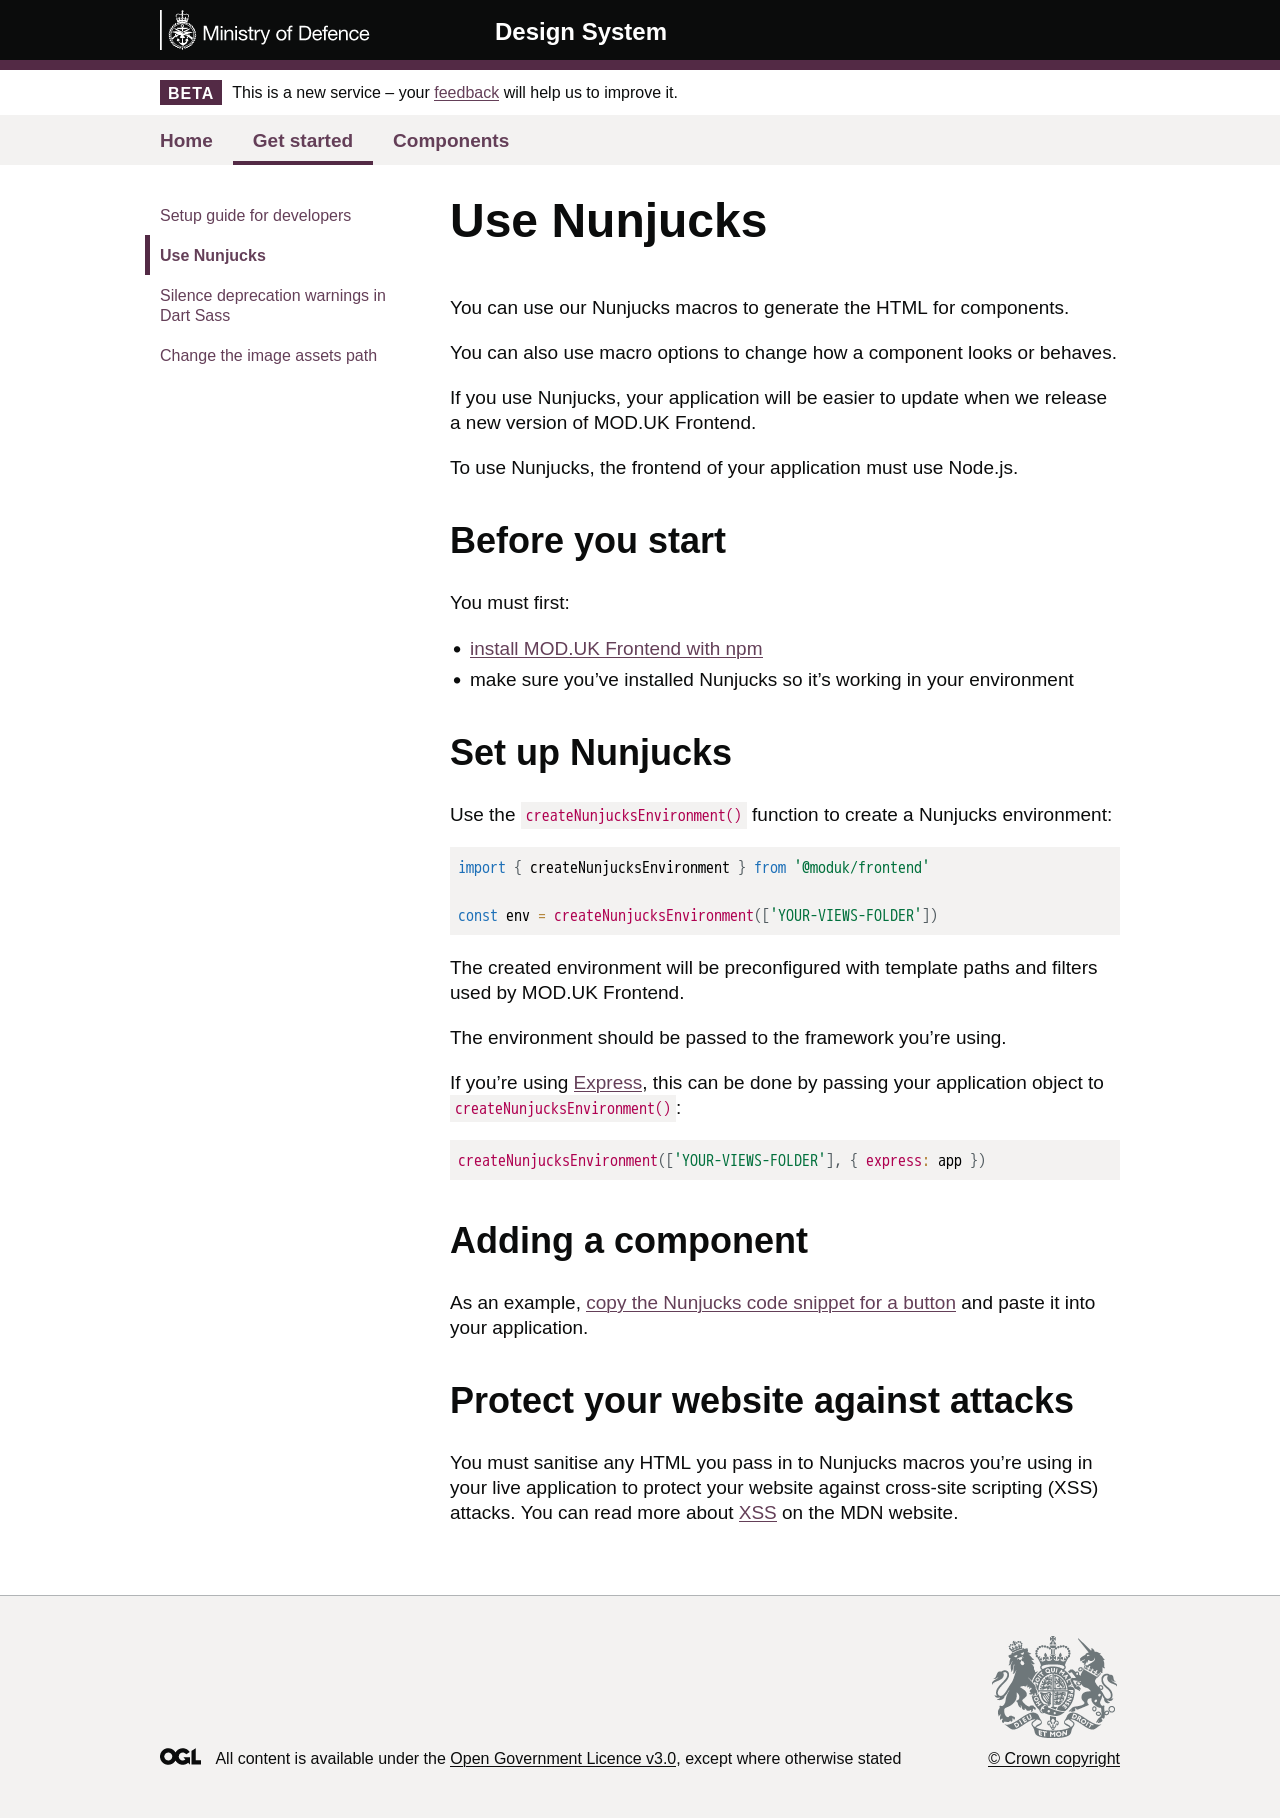 Ministry of Defence
Design System
BETA This is a new service – your feedback will help us to improve it.
Home Get started Components
Setup guide for developers
Use Nunjucks
Silence deprecation warnings in
Dart Sass
Change the image assets path
Use Nunjucks
You can use our Nunjucks macros to generate the HTML for components.
You can also use macro options to change how a component looks or behaves.
If you use Nunjucks, your application will be easier to update when we release
a new version of MOD.UK Frontend.
To use Nunjucks, the frontend of your application must use Node.js.
Before you start
You must first:
• install MOD.UK Frontend with npm
• make sure you’ve installed Nunjucks so it’s working in your environment
Set up Nunjucks
Use the createNunjucksEnvironment() function to create a Nunjucks environment:
import { createNunjucksEnvironment } from '@moduk/frontend'
const env = createNunjucksEnvironment(['YOUR-VIEWS-FOLDER'])
The created environment will be preconfigured with template paths and filters
used by MOD.UK Frontend.
The environment should be passed to the framework you’re using.
If you’re using Express, this can be done by passing your application object to
createNunjucksEnvironment():
createNunjucksEnvironment(['YOUR-VIEWS-FOLDER'], { express: app })
Adding a component
As an example, copy the Nunjucks code snippet for a button and paste it into
your application.
Protect your website against attacks
You must sanitise any HTML you pass in to Nunjucks macros you’re using in
your live application to protect your website against cross-site scripting (XSS)
attacks. You can read more about XSS on the MDN website.
OGL All content is available under the Open Government Licence v3.0, except where otherwise stated
© Crown copyright